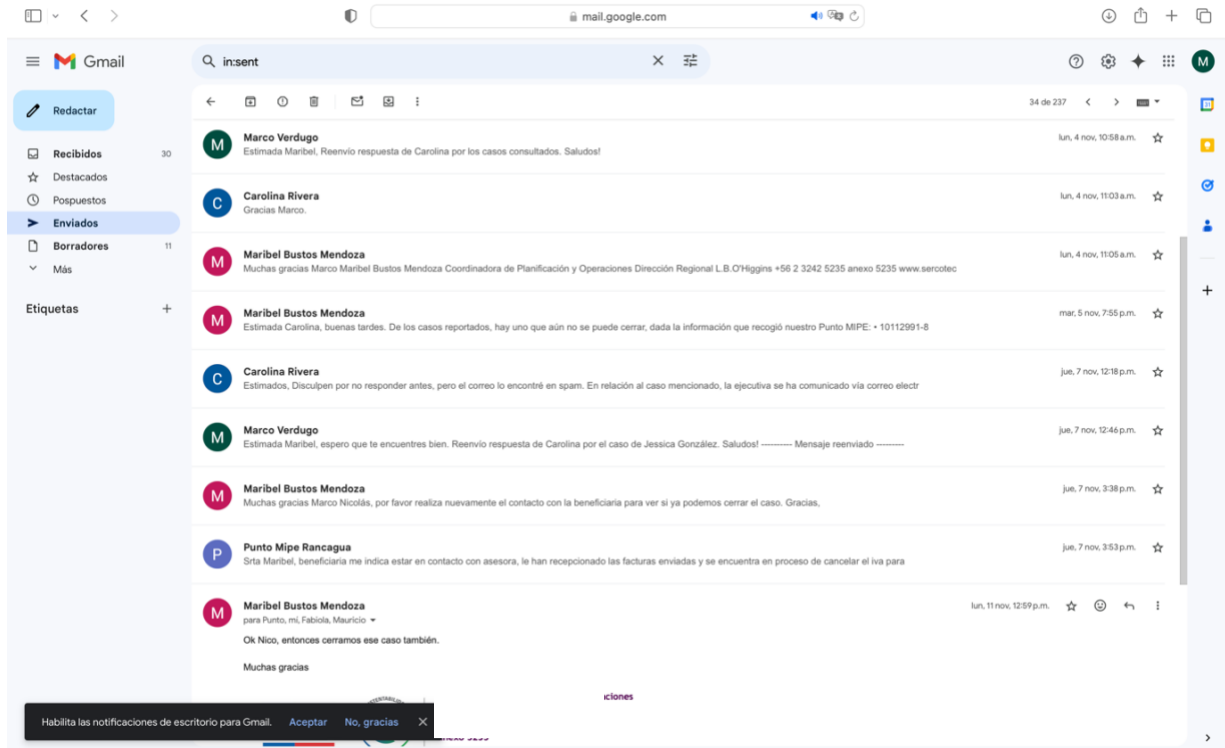 mail.google.com
Gmail
in:sent
M
Redactar
34 de 237
31
Recibidos 30
Destacados
Pospuestos
Enviados
Borradores 11
Más
Etiquetas
M
Marco Verdugo
lun, 4 nov, 10:58 a.m.
Estimada Maribel, Reenvío respuesta de Carolina por los casos consultados. Saludos!
C
Carolina Rivera
lun, 4 nov, 11:03 a.m.
Gracias Marco.
M
Maribel Bustos Mendoza
lun, 4 nov, 11:05 a.m.
Muchas gracias Marco Maribel Bustos Mendoza Coordinadora de Planificación y Operaciones Dirección Regional L.B.O'Higgins +56 2 3242 5235 anexo 5235 www.sercotec
M
Maribel Bustos Mendoza
mar, 5 nov, 7:55 p.m.
Estimada Carolina, buenas tardes. De los casos reportados, hay uno que aún no se puede cerrar, dada la información que recogió nuestro Punto MIPE: • 10112991-8
C
Carolina Rivera
jue, 7 nov, 12:18 p.m.
Estimados, Disculpen por no responder antes, pero el correo lo encontré en spam. En relación al caso mencionado, la ejecutiva se ha comunicado vía correo electr
M
Marco Verdugo
jue, 7 nov, 12:46 p.m.
Estimada Maribel, espero que te encuentres bien. Reenvío respuesta de Carolina por el caso de Jessica González. Saludos! ---------- Mensaje reenviado ---------
M
Maribel Bustos Mendoza
jue, 7 nov, 3:38 p.m.
Muchas gracias Marco Nicolás, por favor realiza nuevamente el contacto con la beneficiaria para ver si ya podemos cerrar el caso. Gracias,
P
Punto Mipe Rancagua
jue, 7 nov, 3:53 p.m.
Srta Maribel, beneficiaria me indica estar en contacto con asesora, le han recepcionado las facturas enviadas y se encuentra en proceso de cancelar el iva para
M
Maribel Bustos Mendoza
lun, 11 nov, 12:59 p.m.
para Punto, mí, Fabiola, Mauricio
Ok Nico, entonces cerramos ese caso también.
Muchas gracias
aciones
Habilita las notificaciones de escritorio para Gmail. Aceptar No, gracias